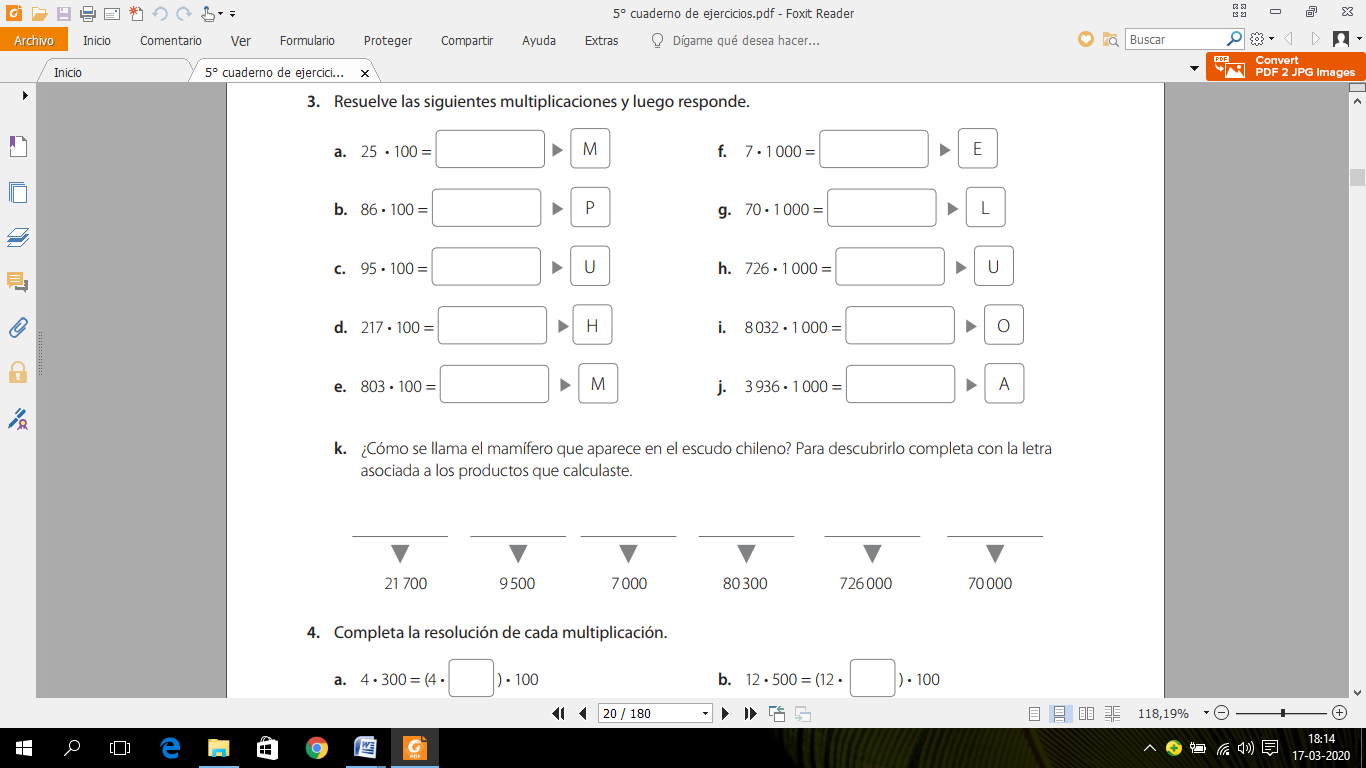 5° cuaderno de ejercicios.pdf - Foxit Reader
Archivo Inicio Comentario Ver Formulario Proteger Compartir Ayuda Extras Dígame qué desea hacer... Buscar
Inicio 5° cuaderno de ejercici... Convert
PDF 2 JPG Images
3. Resuelve las siguientes multiplicaciones y luego responde.
a. 25 • 100 = M f. 7 • 1 000 = E
b. 86 • 100 = P g. 70 • 1 000 = L
c. 95 • 100 = U h. 726 • 1 000 = U
d. 217 • 100 = H i. 8 032 • 1 000 = O
e. 803 • 100 = M j. 3 936 • 1 000 = A
k. ¿Cómo se llama el mamífero que aparece en el escudo chileno? Para descubrirlo completa con la letra
asociada a los productos que calculaste.
21 700 9 500 7 000 80 300 726 000 70 000
4. Completa la resolución de cada multiplicación.
a. 4 • 300 = (4 • ) • 100 b. 12 • 500 = (12 • ) • 100
20 / 180 118,19%
18:14
17-03-2020